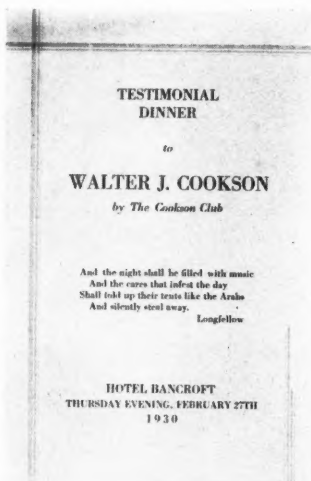 TESTIMONIAL
DINNER
to
WALTER J. COOKSON
by The Cookson Club
And the night shall be filled with music
And the cares that infest the day
Shall fold up their tents like the Arabs
And silently steal away.
Longfellow
HOTEL BANCROFT
THURSDAY EVENING, FEBRUARY 27TH
1930